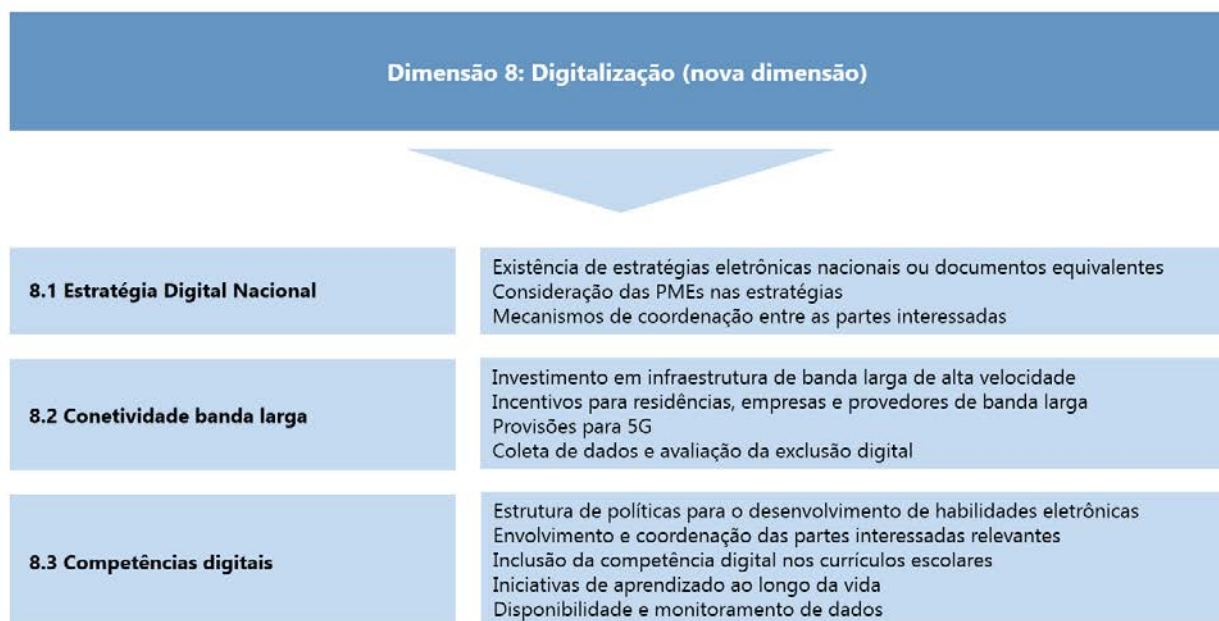 Dimensão 8: Digitalização (nova dimensão)
8.1 Estratégia Digital Nacional
Existência de estratégias eletrônicas nacionais ou documentos equivalentes
Consideração das PMEs nas estratégias
Mecanismos de coordenação entre as partes interessadas
8.2 Conetividade banda larga
Investimento em infraestrutura de banda larga de alta velocidade
Incentivos para residências, empresas e provedores de banda larga
Provisões para 5G
Coleta de dados e avaliação da exclusão digital
8.3 Competências digitais
Estrutura de políticas para o desenvolvimento de habilidades eletrônicas
Envolvimento e coordenação das partes interessadas relevantes
Inclusão da competência digital nos currículos escolares
Iniciativas de aprendizado ao longo da vida
Disponibilidade e monitoramento de dados